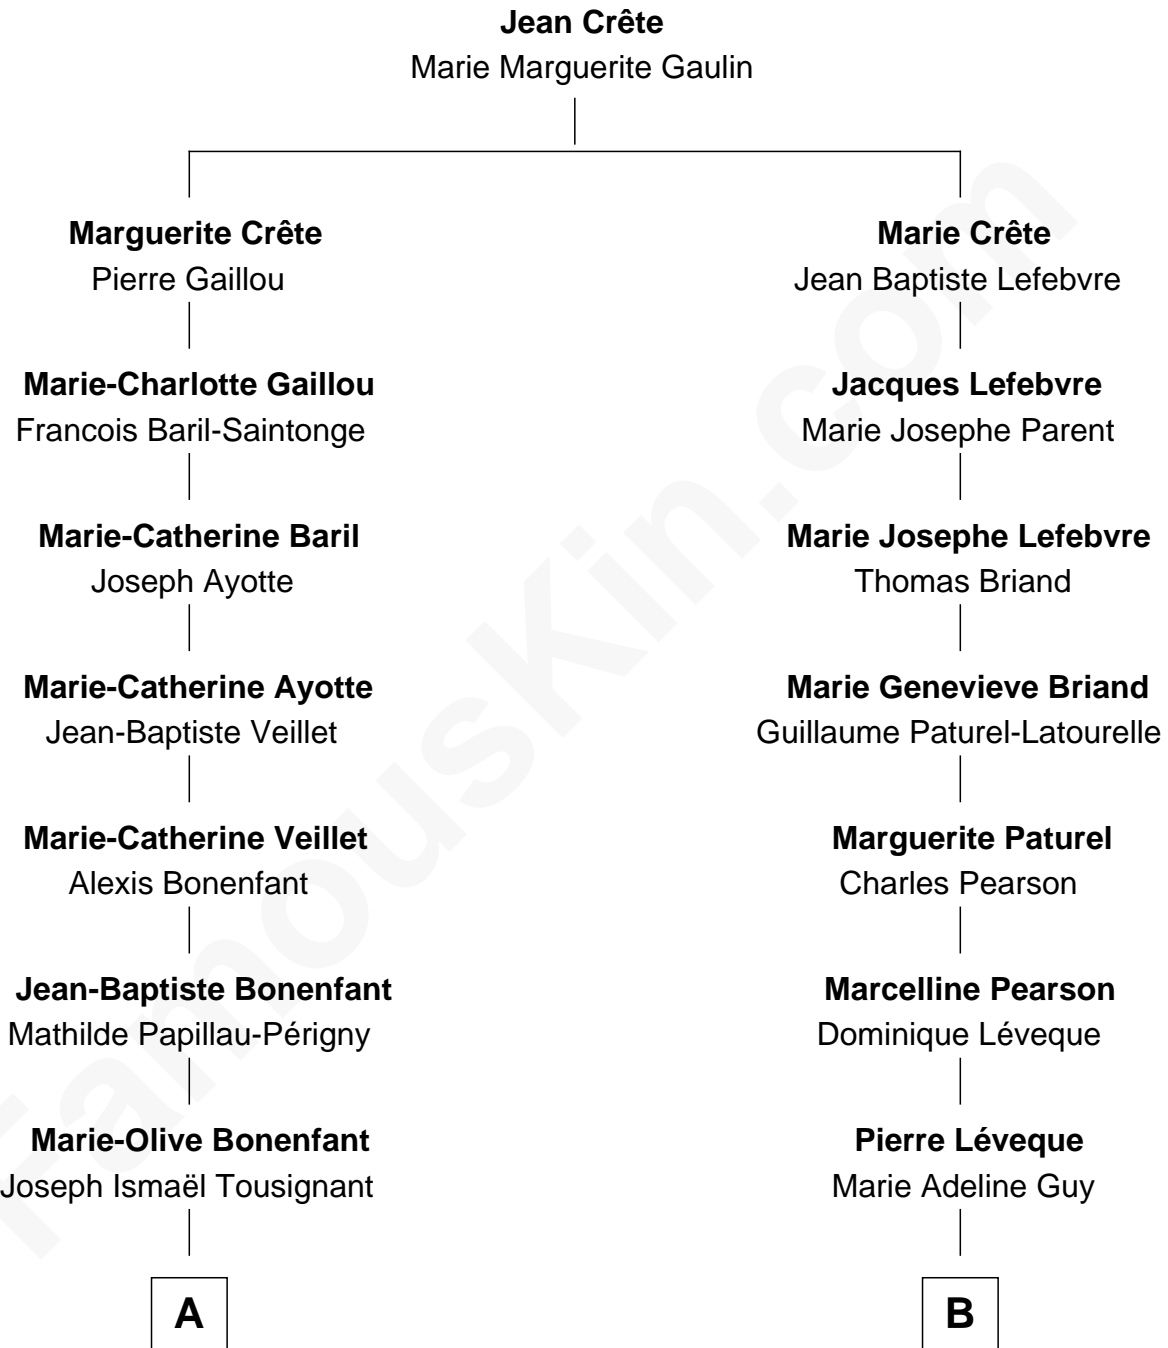 Jean Crête
Marie Marguerite Gaulin
Marguerite Crête
Pierre Gaillou
Marie Crête
Jean Baptiste Lefebvre
Marie-Charlotte Gaillou
Francois Baril-Saintonge
Jacques Lefebvre
Marie Josephe Parent
Marie-Catherine Baril
Joseph Ayotte
Marie Josephe Lefebvre
Thomas Briand
Marie-Catherine Ayotte
Jean-Baptiste Veillet
Marie Genevieve Briand
Guillaume Paturel-Latourelle
Marie-Catherine Veillet
Alexis Bonenfant
Marguerite Paturel
Charles Pearson
Jean-Baptiste Bonenfant
Mathilde Papillau-Périgny
Marcelline Pearson
Dominique Léveque
Marie-Olive Bonenfant
Joseph Ismaël Tousignant
Pierre Léveque
Marie Adeline Guy
A
B
FamousKin.com